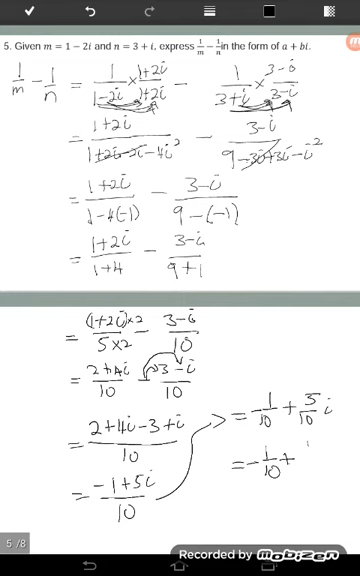 5. Given m = 1 − 2i and n = 3 + i, express 1/m − 1/n in the form of a + bi.
1/m − 1/n = 1/(1−2i) × (1+2i)/(1+2i) − 1/(3+i) × (3−i)/(3−i)
= (1+2i)/(1+2i−2i−4i²) − (3−i)/(9−3i+3i−i²)
= (1+2i)/(1−4(−1)) − (3−i)/(9−(−1))
= (1+2i)/(1+4) − (3−i)/(9+1)
= (1+2i)×2/(5×2) − (3−i)/10
= (2+4i)/10 − (3−i)/10
= (2+4i−3+i)/10
= (−1+5i)/10
= −1/10 + 5/10 i
= −1/10 +
5/8
Recorded by mobizen